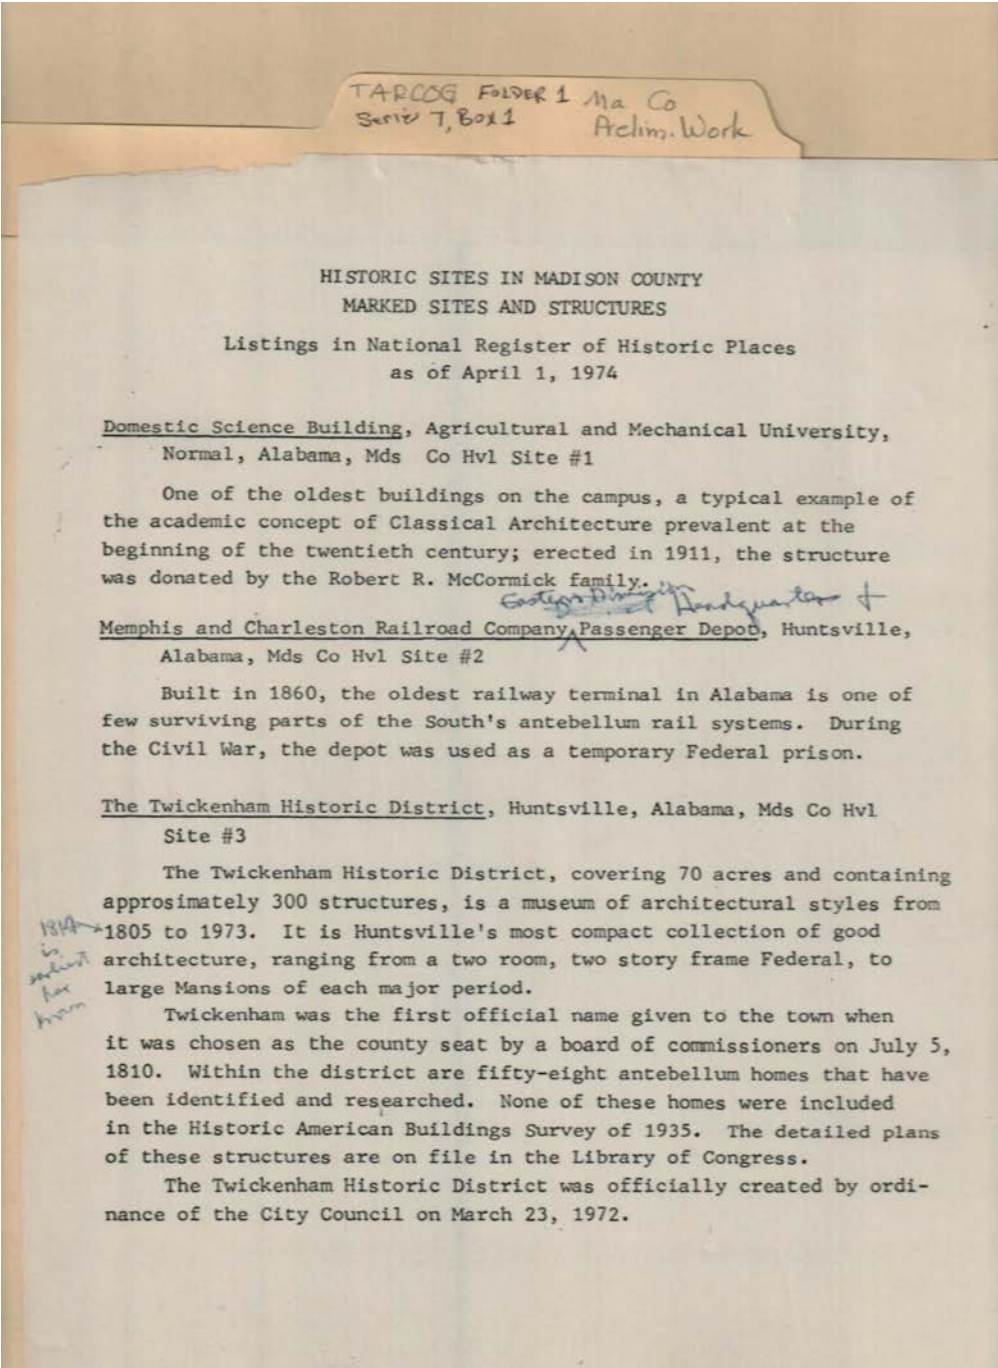 TARCOG FOLDER 1 Ma Co
Series 7, Box 1 Prelim. Work
HISTORIC SITES IN MADISON COUNTY
MARKED SITES AND STRUCTURES
Listings in National Register of Historic Places
as of April 1, 1974
Domestic Science Building, Agricultural and Mechanical University,
Normal, Alabama, Mds Co Hvl Site #1
One of the oldest buildings on the campus, a typical example of
the academic concept of Classical Architecture prevalent at the
beginning of the twentieth century; erected in 1911, the structure
was donated by the Robert R. McCormick family.
Eastern Division Headquarters +
Memphis and Charleston Railroad Company Passenger Depot, Huntsville,
Alabama, Mds Co Hvl Site #2
Built in 1860, the oldest railway terminal in Alabama is one of
few surviving parts of the South's antebellum rail systems. During
the Civil War, the depot was used as a temporary Federal prison.
The Twickenham Historic District, Huntsville, Alabama, Mds Co Hvl
Site #3
The Twickenham Historic District, covering 70 acres and containing
approsimately 300 structures, is a museum of architectural styles from
1814
1805 to 1973. It is Huntsville's most compact collection of good
is
architecture, ranging from a two room, two story frame Federal, to
earliest
large Mansions of each major period.
known
Twickenham was the first official name given to the town when
it was chosen as the county seat by a board of commissioners on July 5,
1810. Within the district are fifty-eight antebellum homes that have
been identified and researched. None of these homes were included
in the Historic American Buildings Survey of 1935. The detailed plans
of these structures are on file in the Library of Congress.
The Twickenham Historic District was officially created by ordi-
nance of the City Council on March 23, 1972.